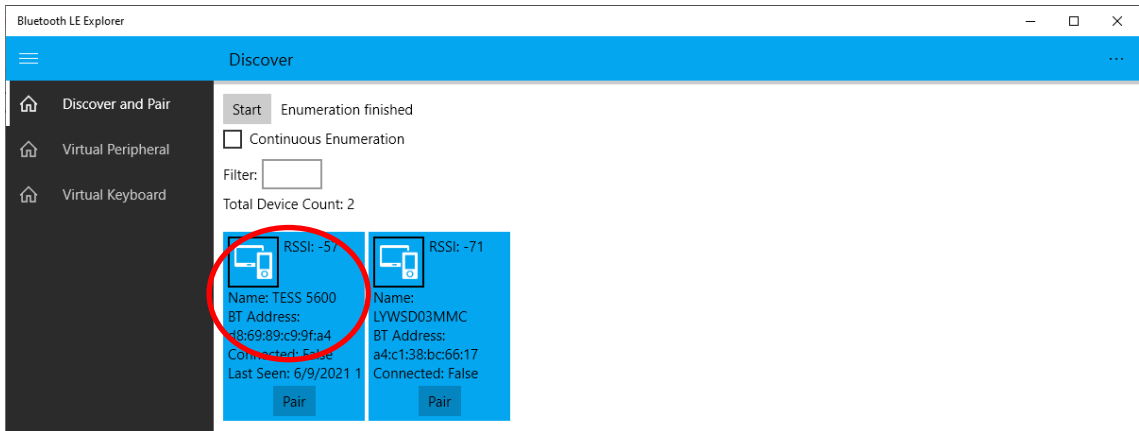 Bluetooth LE Explorer
Discover
...
Discover and Pair
Virtual Peripheral
Virtual Keyboard
Start Enumeration finished
Continuous Enumeration
Filter:
Total Device Count: 2
RSSI: -57
Name: TESS 5600
BT Address:
d8:69:89:c9:9f:a4
Connected: False
Last Seen: 6/9/2021 1
Pair
RSSI: -71
Name:
LYWSD03MMC
BT Address:
a4:c1:38:bc:66:17
Connected: False
Pair